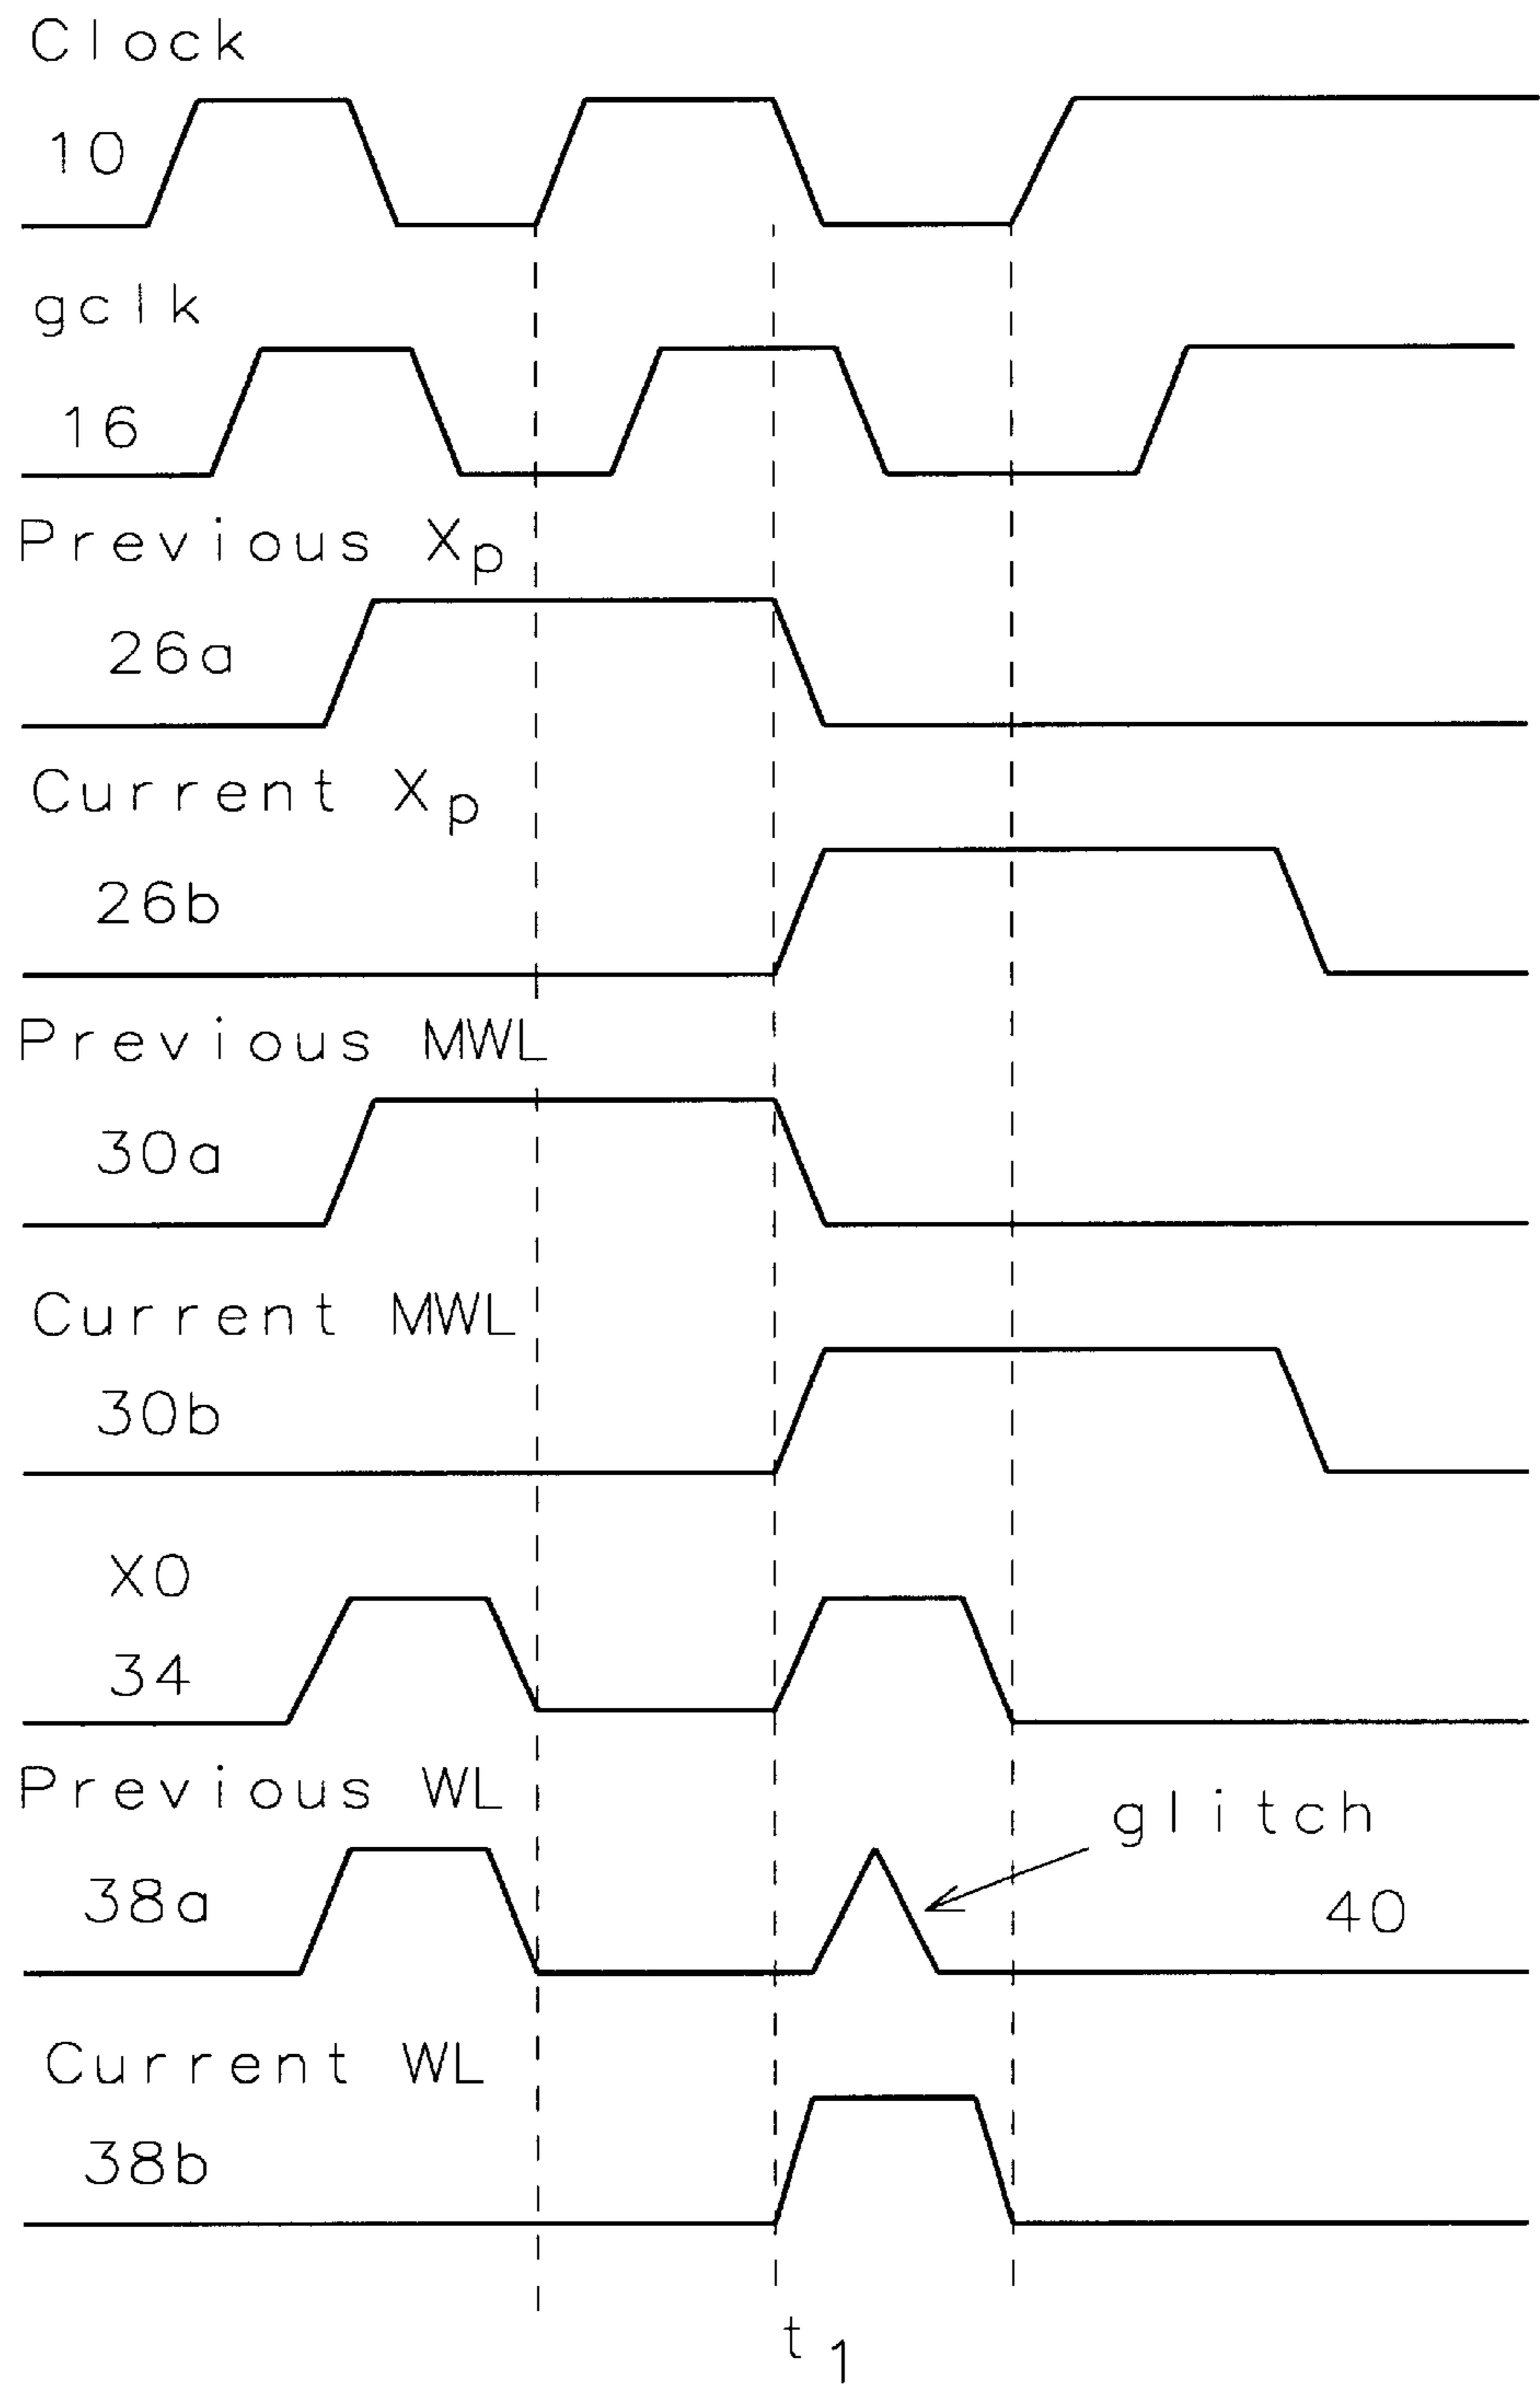 Clock
10
gclk
16
Previous Xp
26a
Current Xp
26b
Previous MWL
30a
Current MWL
30b
X0
34
Previous WL
glitch
38a
40
Current WL
38b
t1